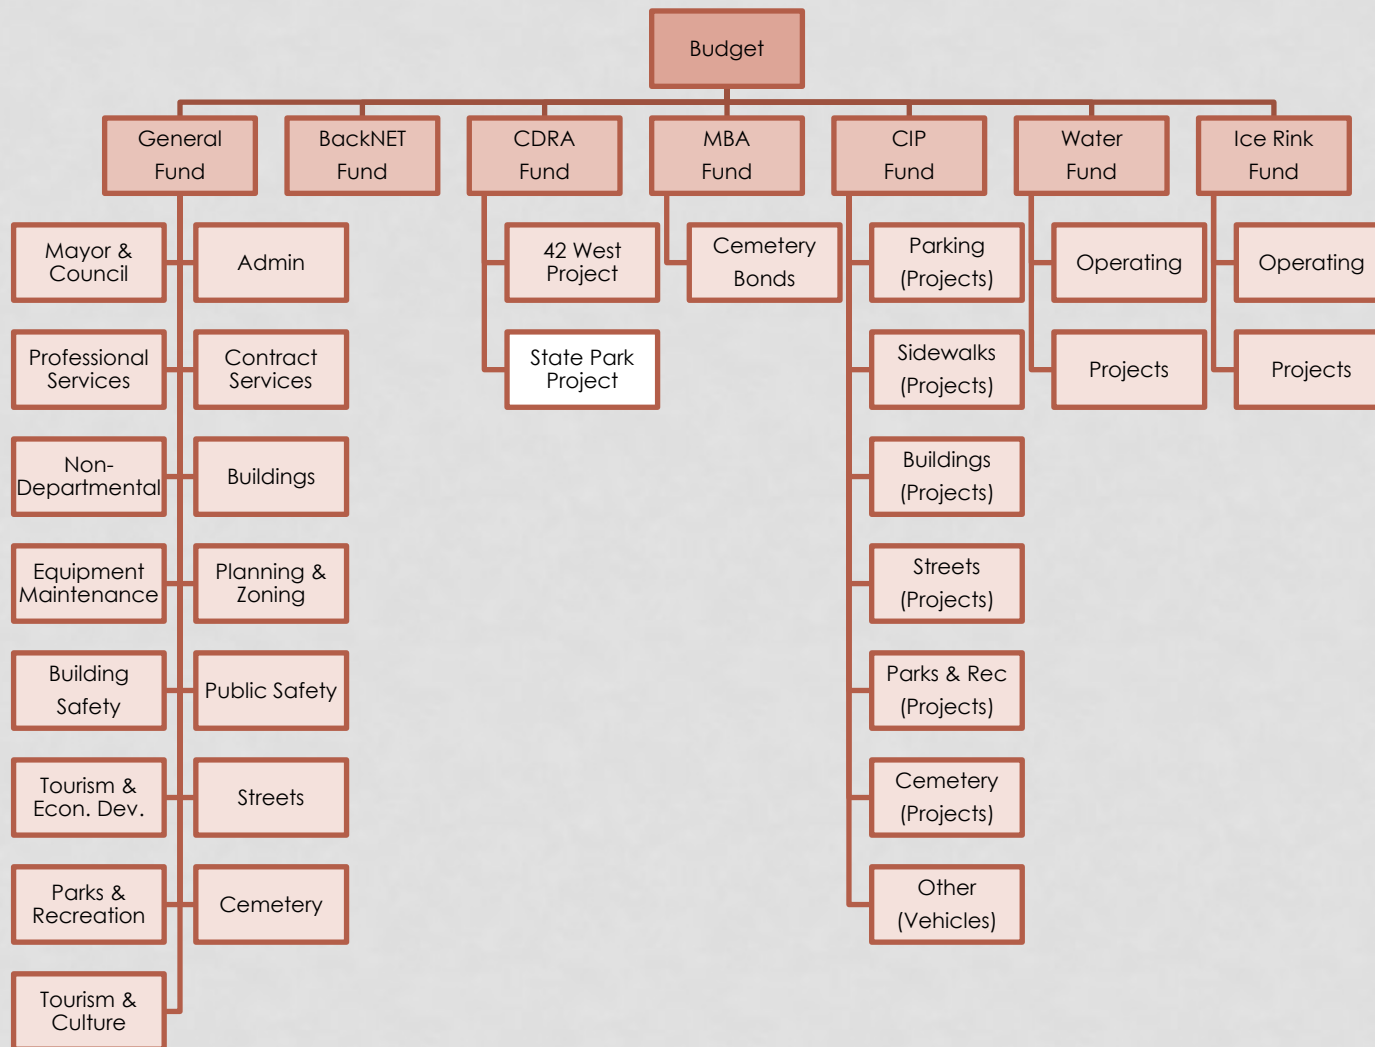 Budget
General
Fund
BackNET
Fund
CDRA
Fund
MBA
Fund
CIP
Fund
Water
Fund
Ice Rink
Fund
Mayor &
Council
Admin
42 West
Project
Cemetery
Bonds
Parking
(Projects)
Operating
Operating
Professional
Services
Contract
Services
State Park
Project
Sidewalks
(Projects)
Projects
Projects
Non-
Departmental
Buildings
Buildings
(Projects)
Equipment
Maintenance
Planning &
Zoning
Streets
(Projects)
Building
Safety
Public Safety
Parks & Rec
(Projects)
Tourism &
Econ. Dev.
Streets
Cemetery
(Projects)
Parks &
Recreation
Cemetery
Other
(Vehicles)
Tourism &
Culture